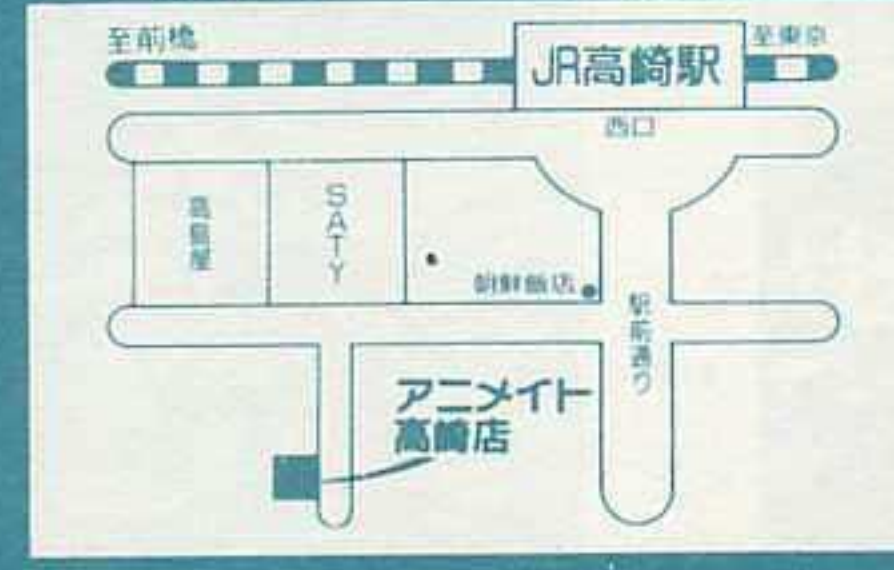 至前橋
JR高崎駅
至東京
西口
高島屋
SATY
朝鮮飯店
駅前通り
アニメイト
高崎店